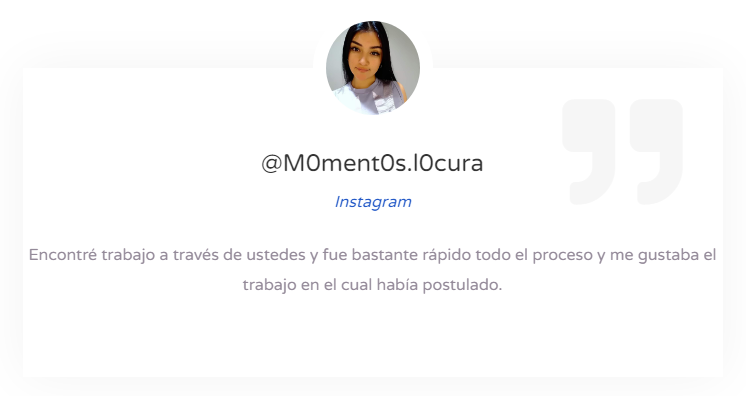 @M0ment0s.l0cura
Instagram
Encontré trabajo a través de ustedes y fue bastante rápido todo el proceso y me gustaba el
trabajo en el cual había postulado.